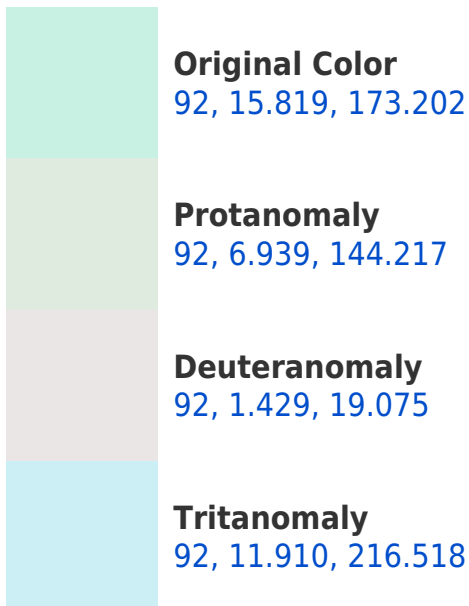 Original Color
92, 15.819, 173.202
Protanomaly
92, 6.939, 144.217
Deuteranomaly
92, 1.429, 19.075
Tritanomaly
92, 11.910, 216.518